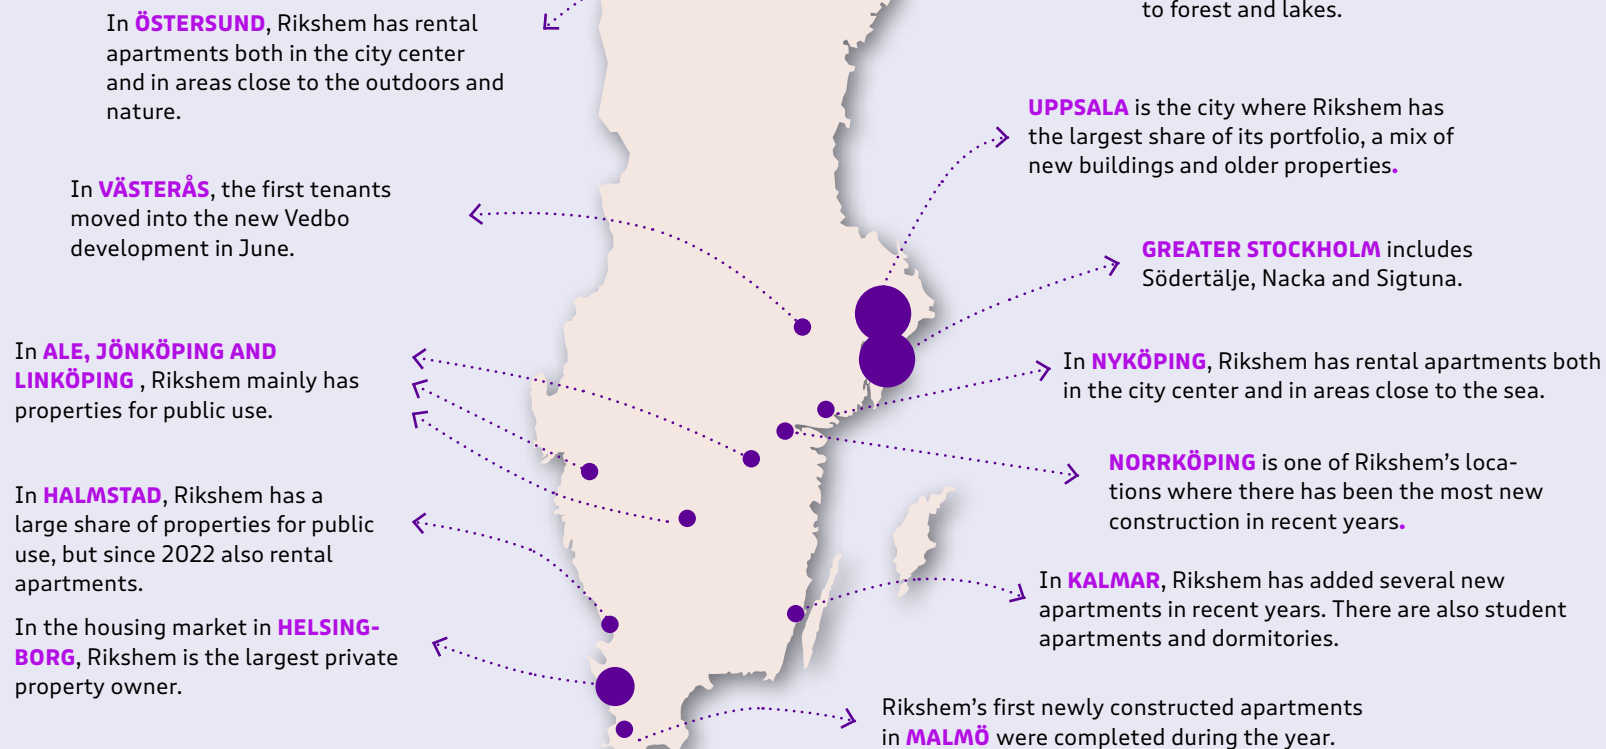 In ÖSTERSUND, Rikshem has rental
apartments both in the city center
and in areas close to the outdoors and
nature.
In VÄSTERÅS, the first tenants
moved into the new Vedbo
development in June.
In ALE, JÖNKÖPING AND
LINKÖPING , Rikshem mainly has
properties for public use.
In HALMSTAD, Rikshem has a
large share of properties for public
use, but since 2022 also rental
apartments.
In the housing market in HELSING-
BORG, Rikshem is the largest private
property owner.
to forest and lakes.
UPPSALA is the city where Rikshem has
the largest share of its portfolio, a mix of
new buildings and older properties.
GREATER STOCKHOLM includes
Södertälje, Nacka and Sigtuna.
In NYKÖPING, Rikshem has rental apartments both
in the city center and in areas close to the sea.
NORRKÖPING is one of Rikshem's loca-
tions where there has been the most new
construction in recent years.
In KALMAR, Rikshem has added several new
apartments in recent years. There are also student
apartments and dormitories.
Rikshem's first newly constructed apartments
in MALMÖ were completed during the year.